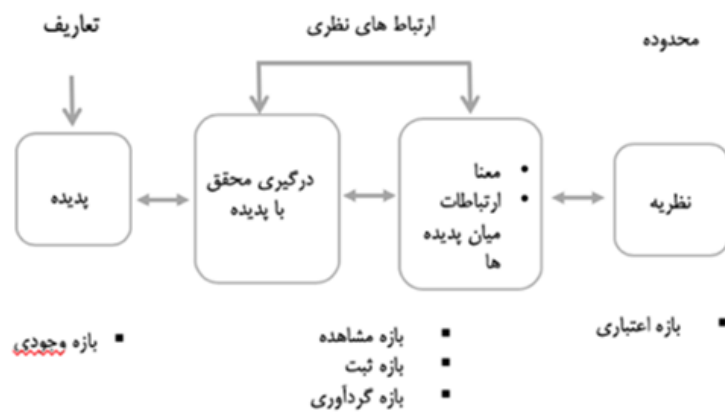 محدوده
ارتباط های نظری
تعاریف
نظریه
• معنا
• ارتباطات
میان پدیده
ها
درگیری محقق
با پدیده
پدیده
▪ بازه اعتباری
▪ بازه مشاهده
▪ بازه ثبت
▪ بازه گردآوری
▪ بازه وجودی